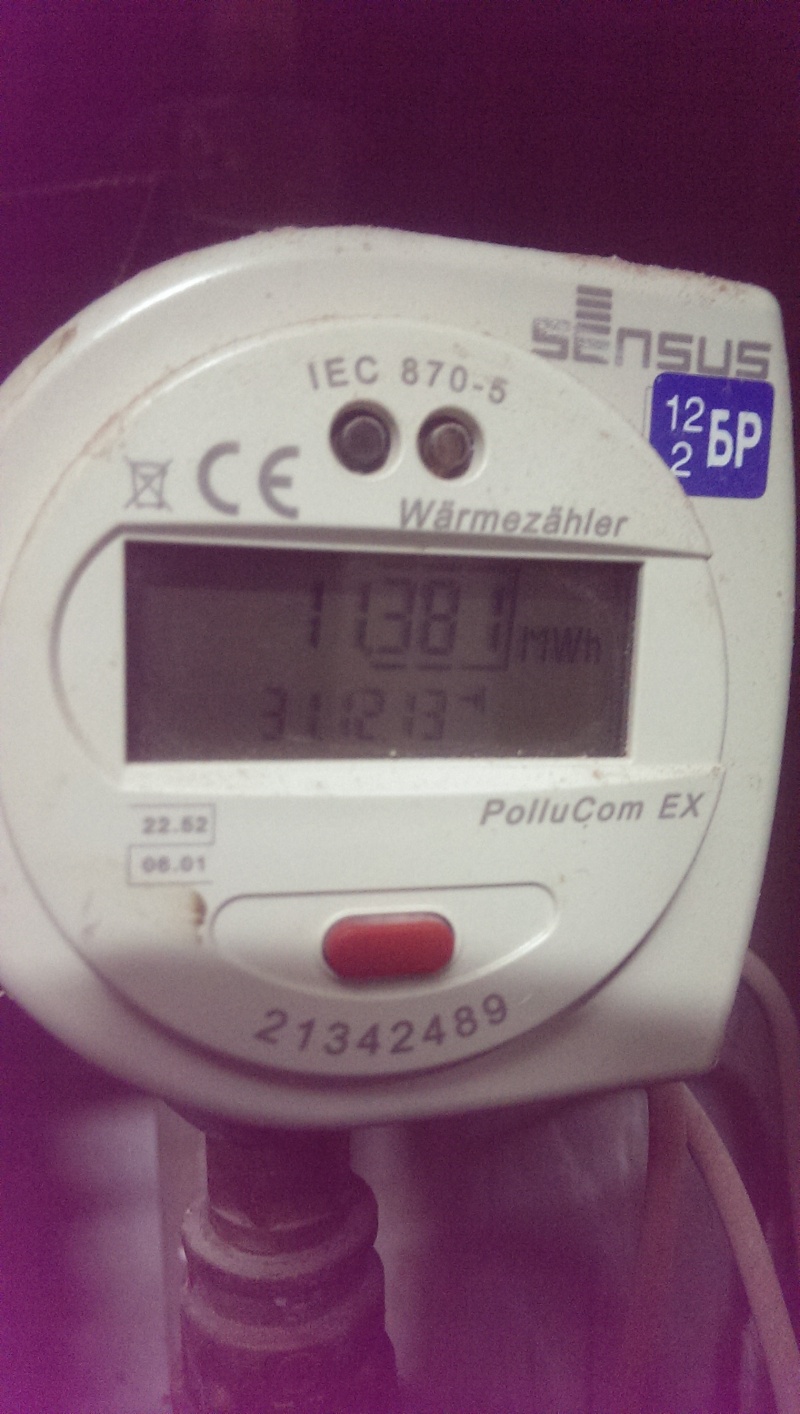 sensus
IEC 870-5
12
2 БР
CE
Wärmezähler
11,381 MWh
31.12.13
PolluCom EX
22.52
06.01
21342489